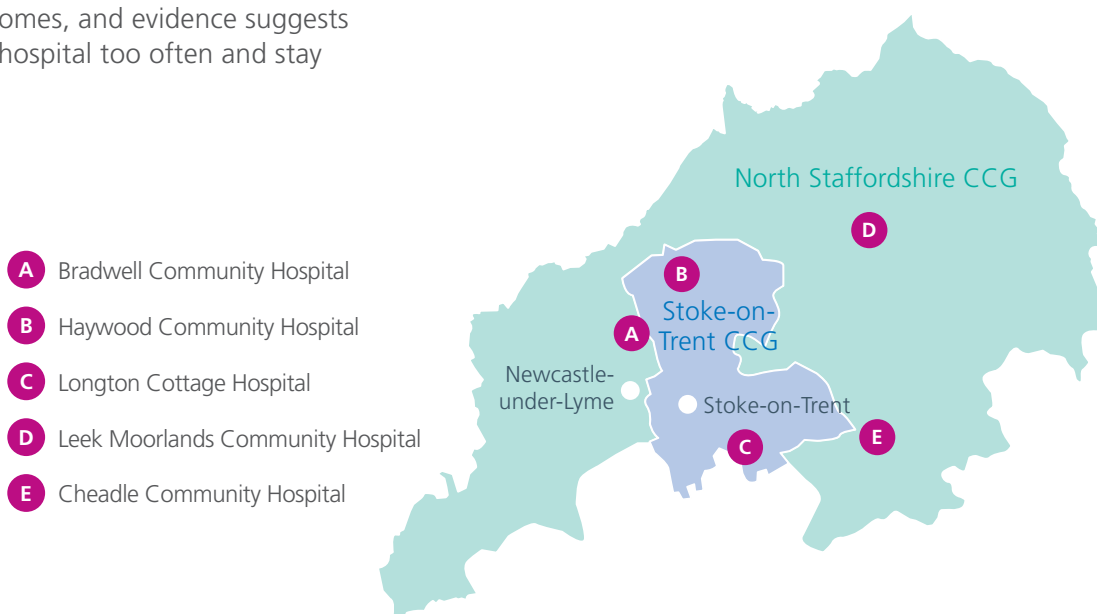 omes, and evidence suggests
hospital too often and stay
North Staffordshire CCG
D
A Bradwell Community Hospital
B
B Haywood Community Hospital
Stoke-on-
Trent CCG
A
C Longton Cottage Hospital
Newcastle-
under-Lyme
Stoke-on-Trent
D Leek Moorlands Community Hospital
E
C
E Cheadle Community Hospital